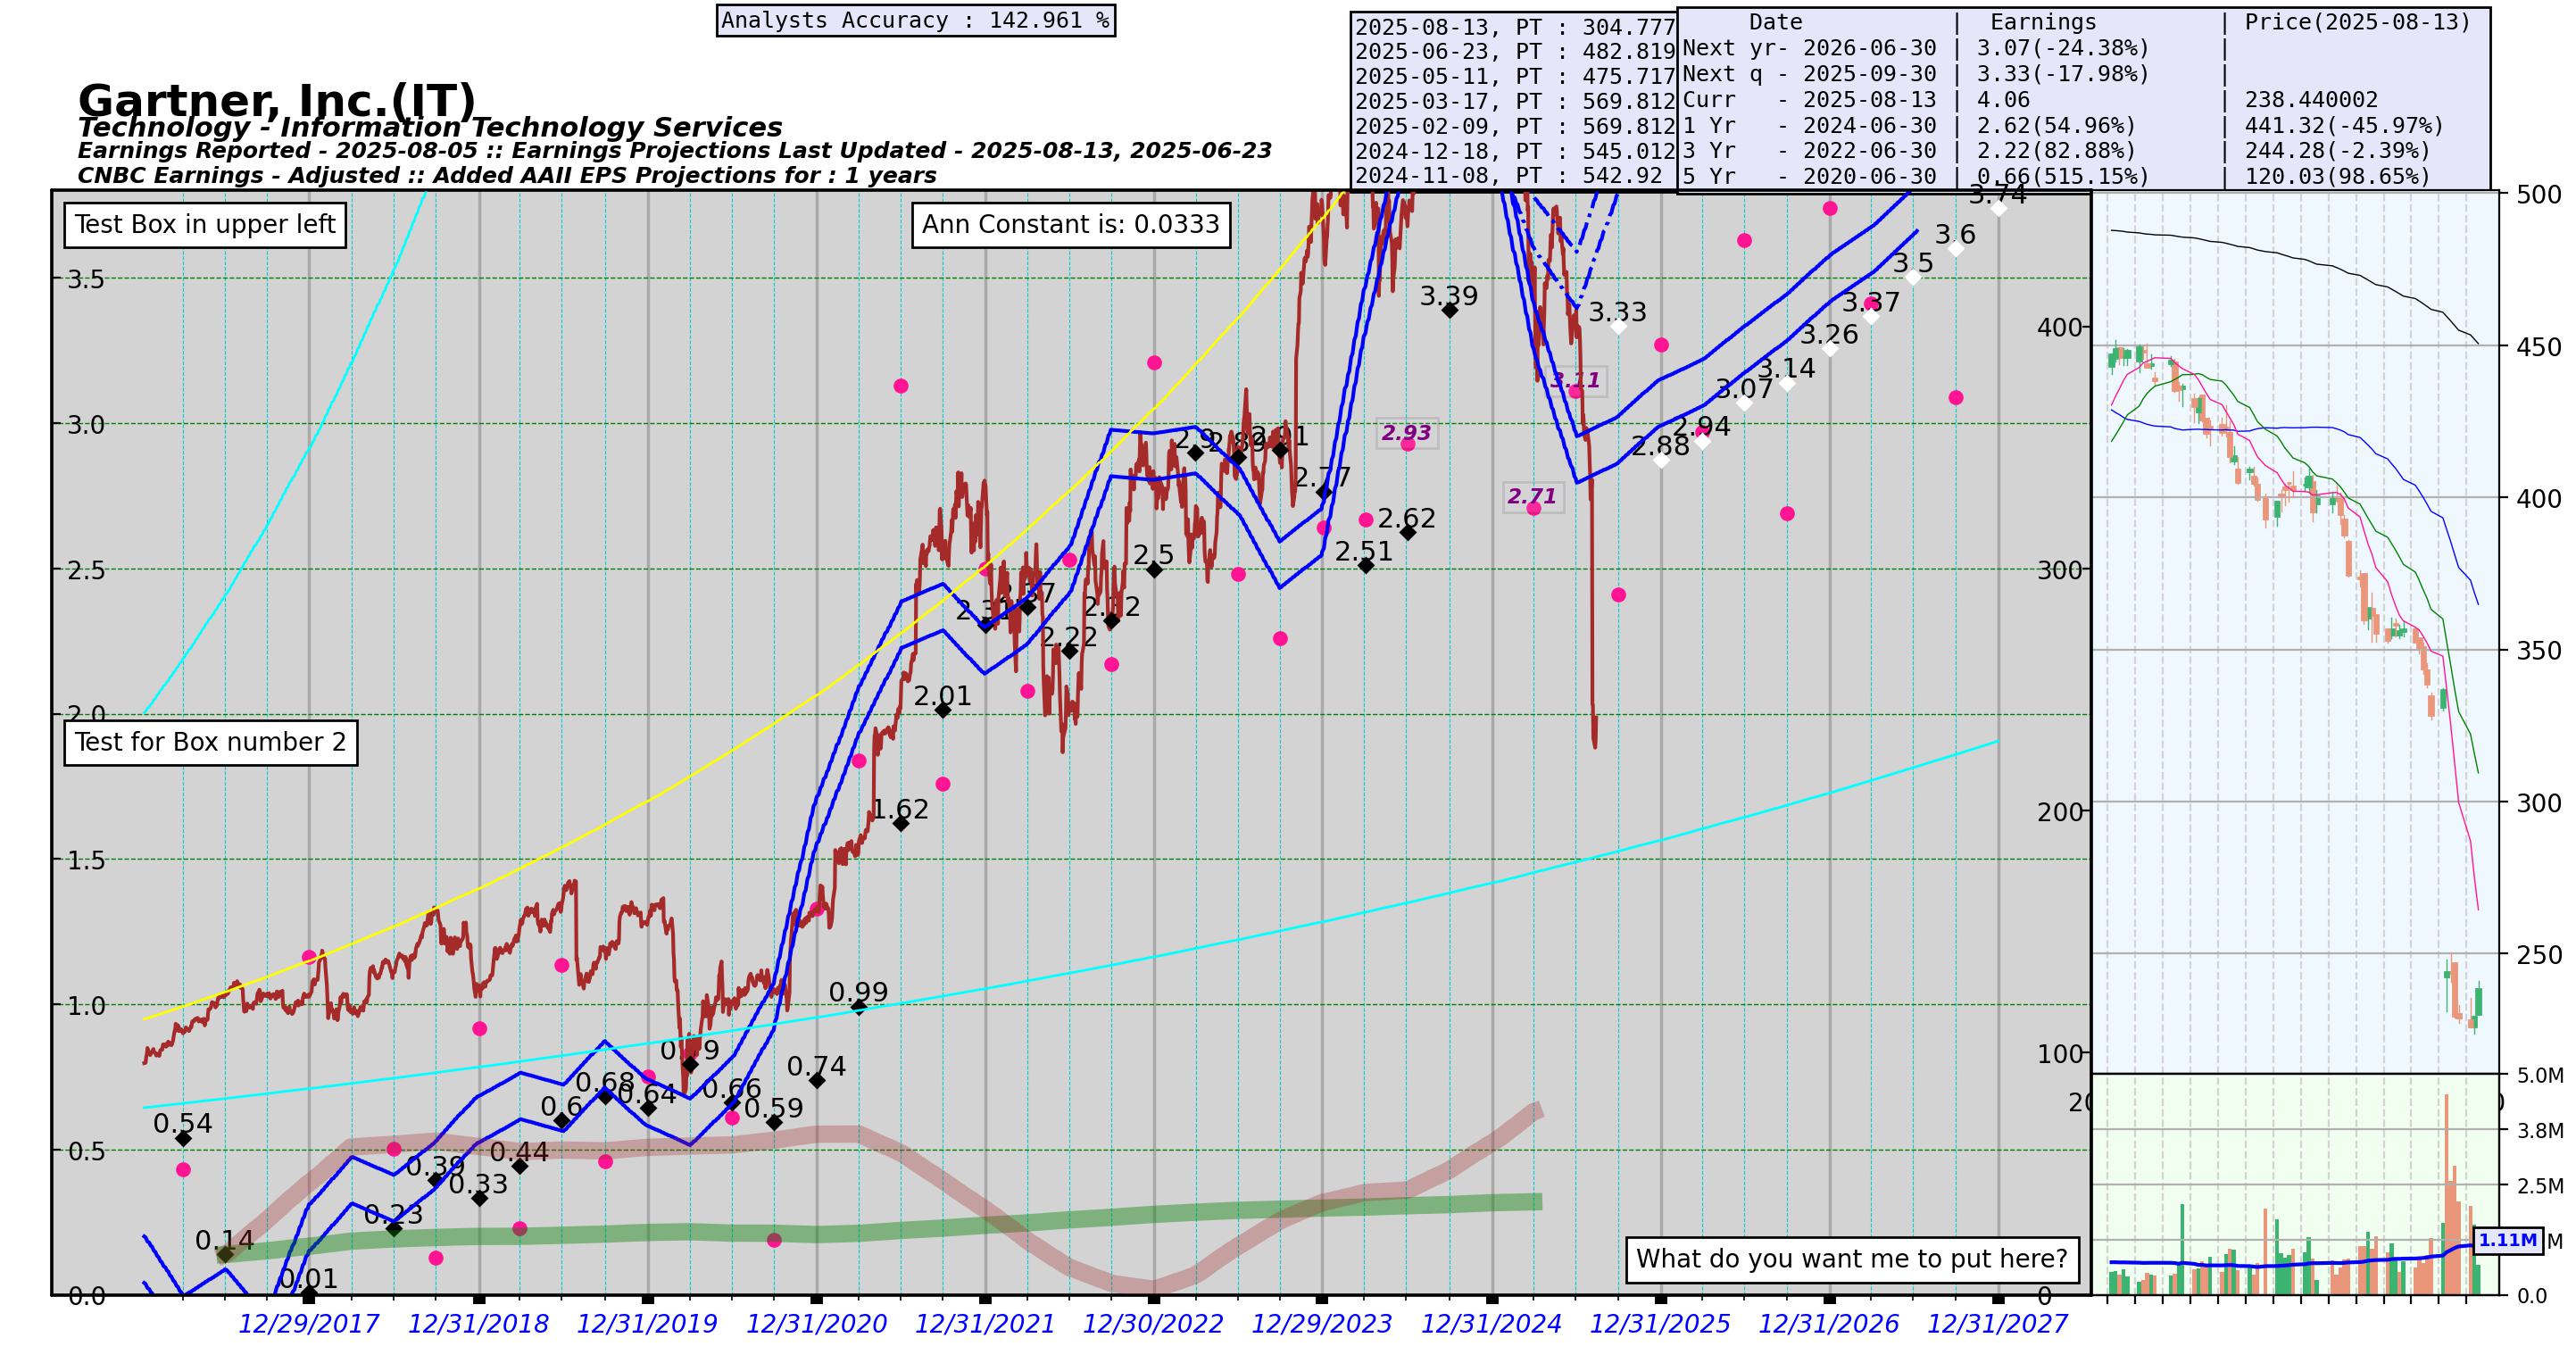 Analysts Accuracy : 142.961 %
2025-08-13, PT : 304.777
2025-06-23, PT : 482.819
2025-05-11, PT : 475.717
2025-03-17, PT : 569.812
2025-02-09, PT : 569.812
2024-12-18, PT : 545.012
2024-11-08, PT : 542.92
Date | Earnings | Price(2025-08-13)
Next yr- 2026-06-30 | 3.07(-24.38%) |
Next q - 2025-09-30 | 3.33(-17.98%) |
Curr - 2025-08-13 | 4.06 | 238.440002
1 Yr - 2024-06-30 | 2.62(54.96%) | 441.32(-45.97%)
3 Yr - 2022-06-30 | 2.22(82.88%) | 244.28(-2.39%)
5 Yr - 2020-06-30 | 0.66(515.15%) | 120.03(98.65%)
Gartner, Inc.(IT)
Technology - Information Technology Services
Earnings Reported - 2025-08-05 :: Earnings Projections Last Updated - 2025-08-13, 2025-06-23
CNBC Earnings - Adjusted :: Added AAII EPS Projections for : 1 years
Test Box in upper left
Ann Constant is: 0.0333
Test for Box number 2
What do you want me to put here?
3.5
3.0
2.5
2.0
1.5
1.0
0.5
0.0
0.54
0.14
0.01
0.23
0.39
0.33
0.44
0.6
0.68
0.64
0.66
0.59
0.74
0.99
1.62
2.01
2.22
2.5
2.9
2.77
2.51
2.62
3.39
2.93
2.71
3.11
3.33
2.88
2.94
3.07
3.14
3.26
3.37
3.5
3.6
3.74
400
300
200
100
0
500
450
400
350
300
250
5.0M
3.8M
2.5M
1.11M
0.0
12/29/2017 12/31/2018 12/31/2019 12/31/2020 12/31/2021 12/30/2022 12/29/2023 12/31/2024 12/31/2025 12/31/2026 12/31/2027